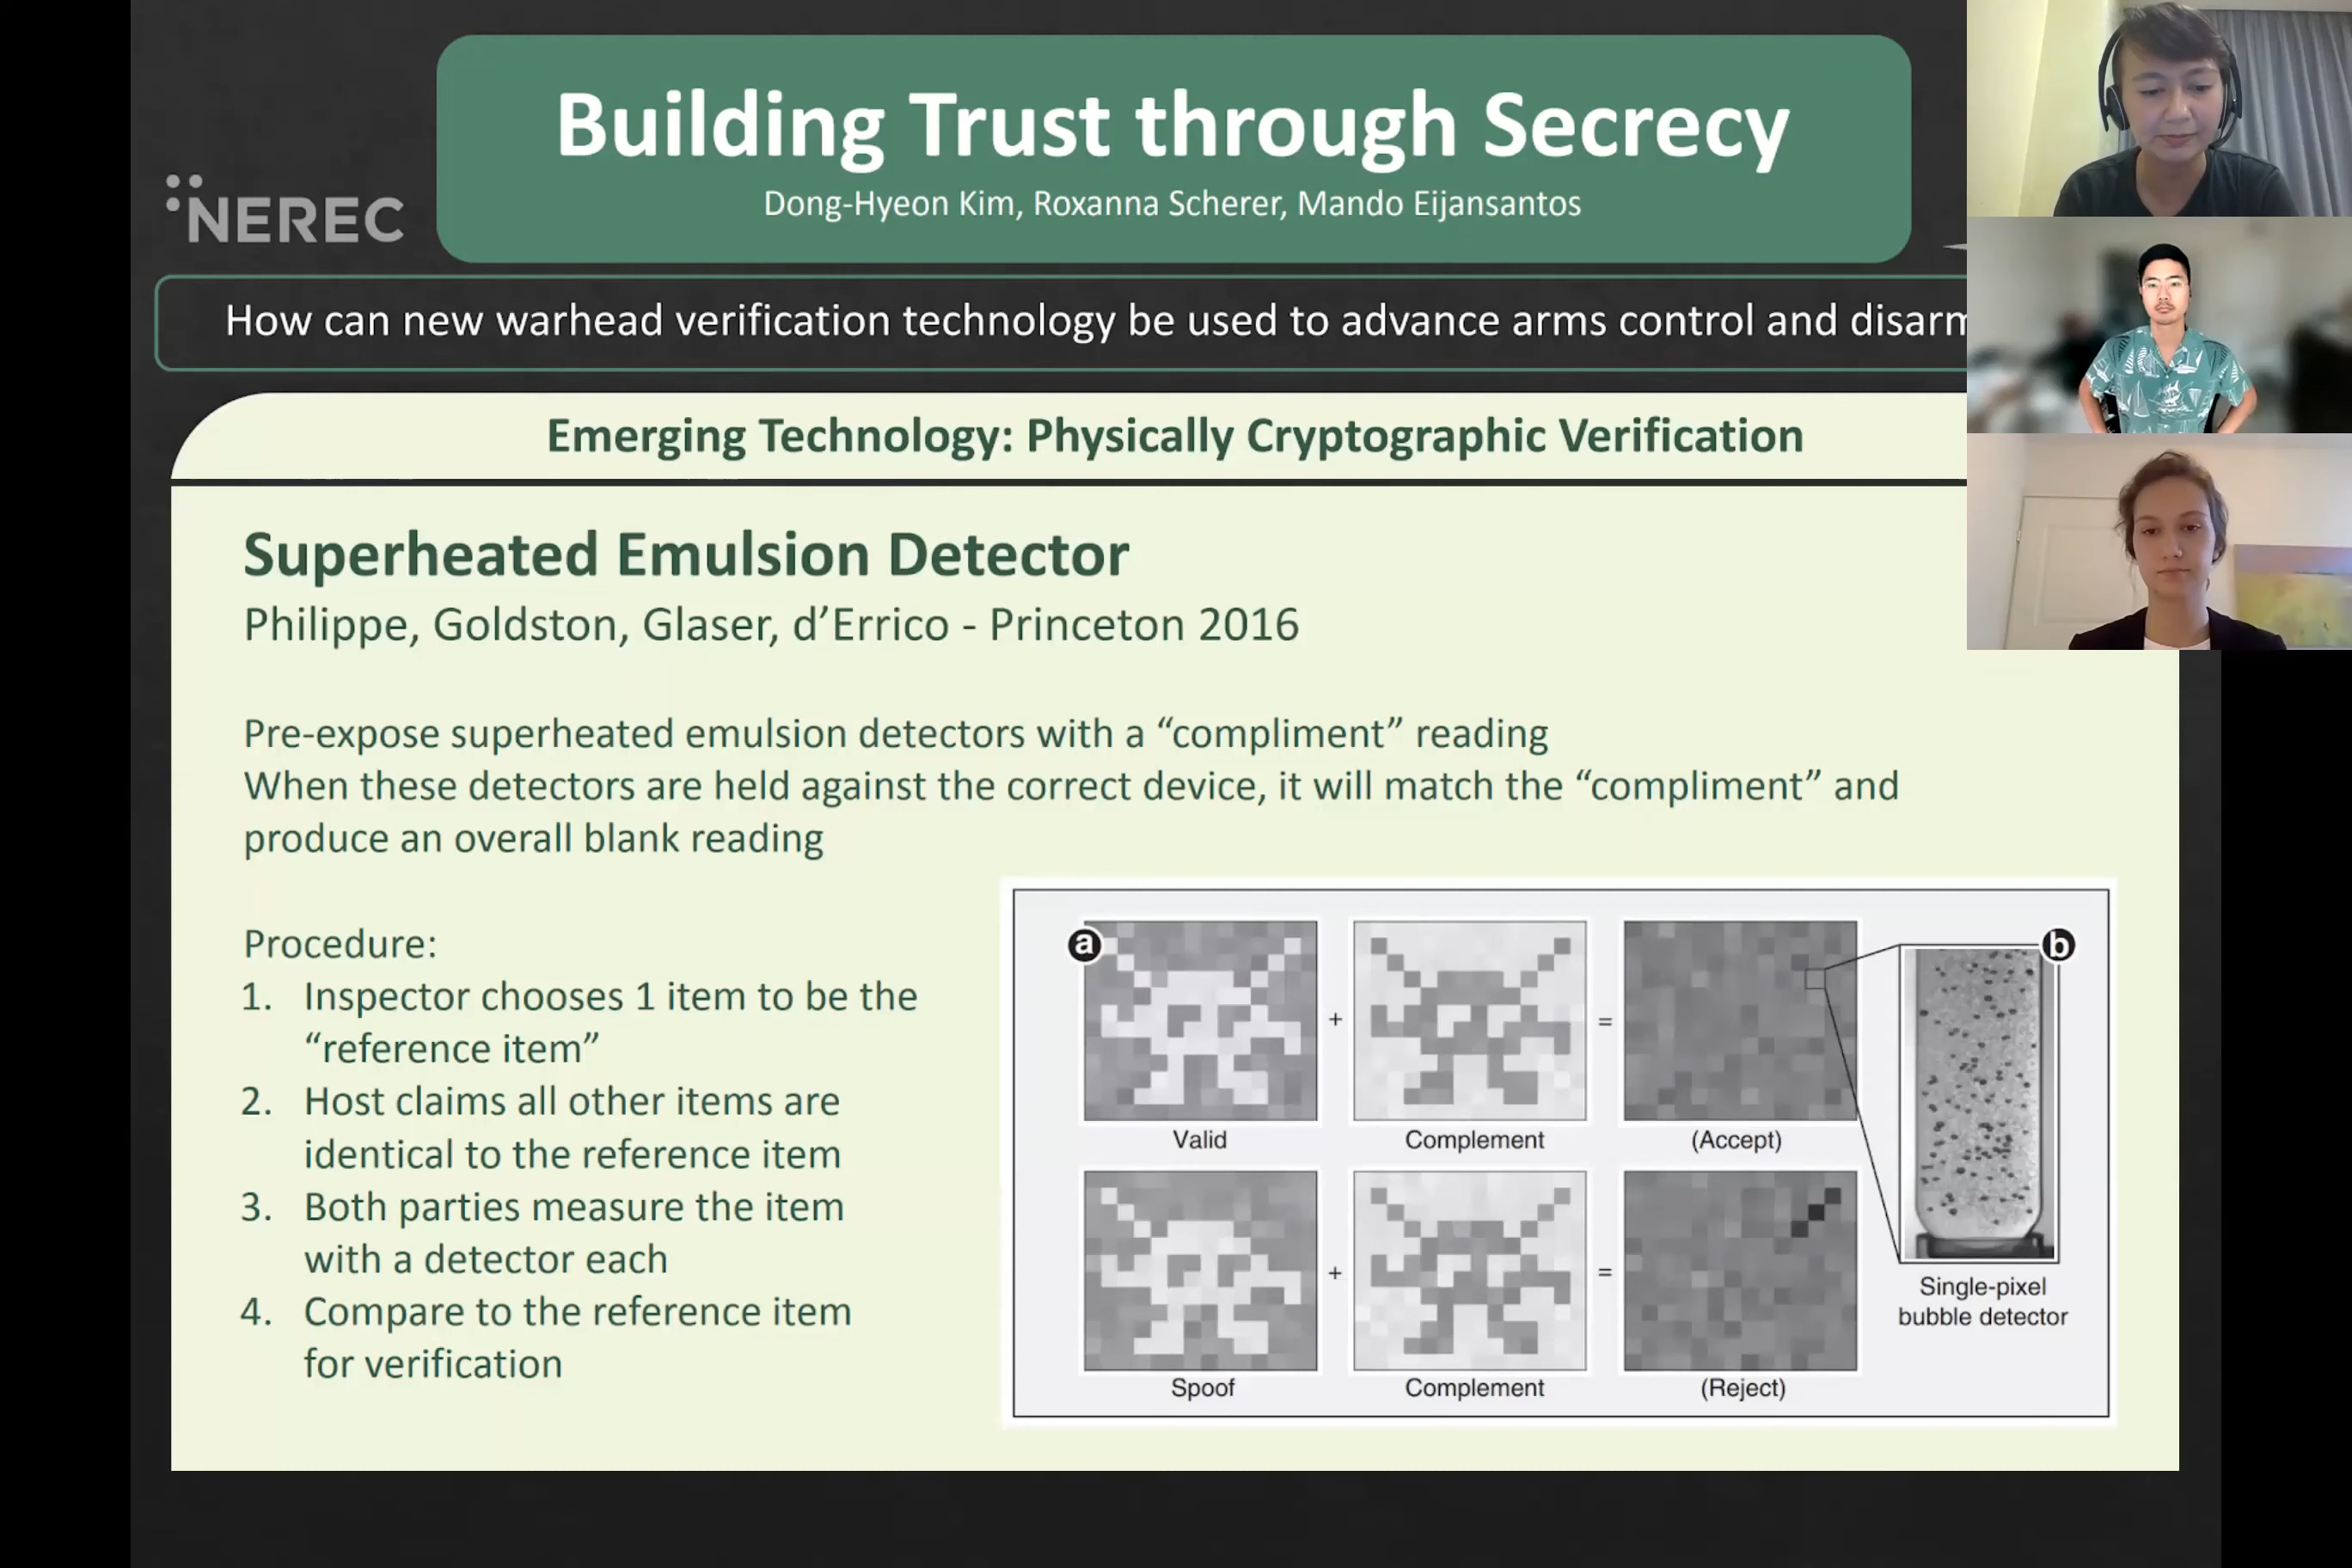 Building Trust through Secrecy
Dong-Hyeon Kim, Roxanna Scherer, Mando Eijansantos
NEREC
How can new warhead verification technology be used to advance arms control and
Emerging Technology: Physically Cryptographic Verification
Superheated Emulsion Detector
Philippe, Goldston, Glaser, d’Errico - Princeton 2016
Pre-expose superheated emulsion detectors with a “compliment” reading
When these detectors are held against the correct device, it will match the “compliment” and
produce an overall blank reading
Procedure:
1. Inspector chooses 1 item to be the
“reference item”
2. Host claims all other items are
identical to the reference item
3. Both parties measure the item
with a detector each
4. Compare to the reference item
for verification
a
b
+
=
Valid
Complement
(Accept)
+
=
Spoof
Complement
(Reject)
Single-pixel
bubble detector